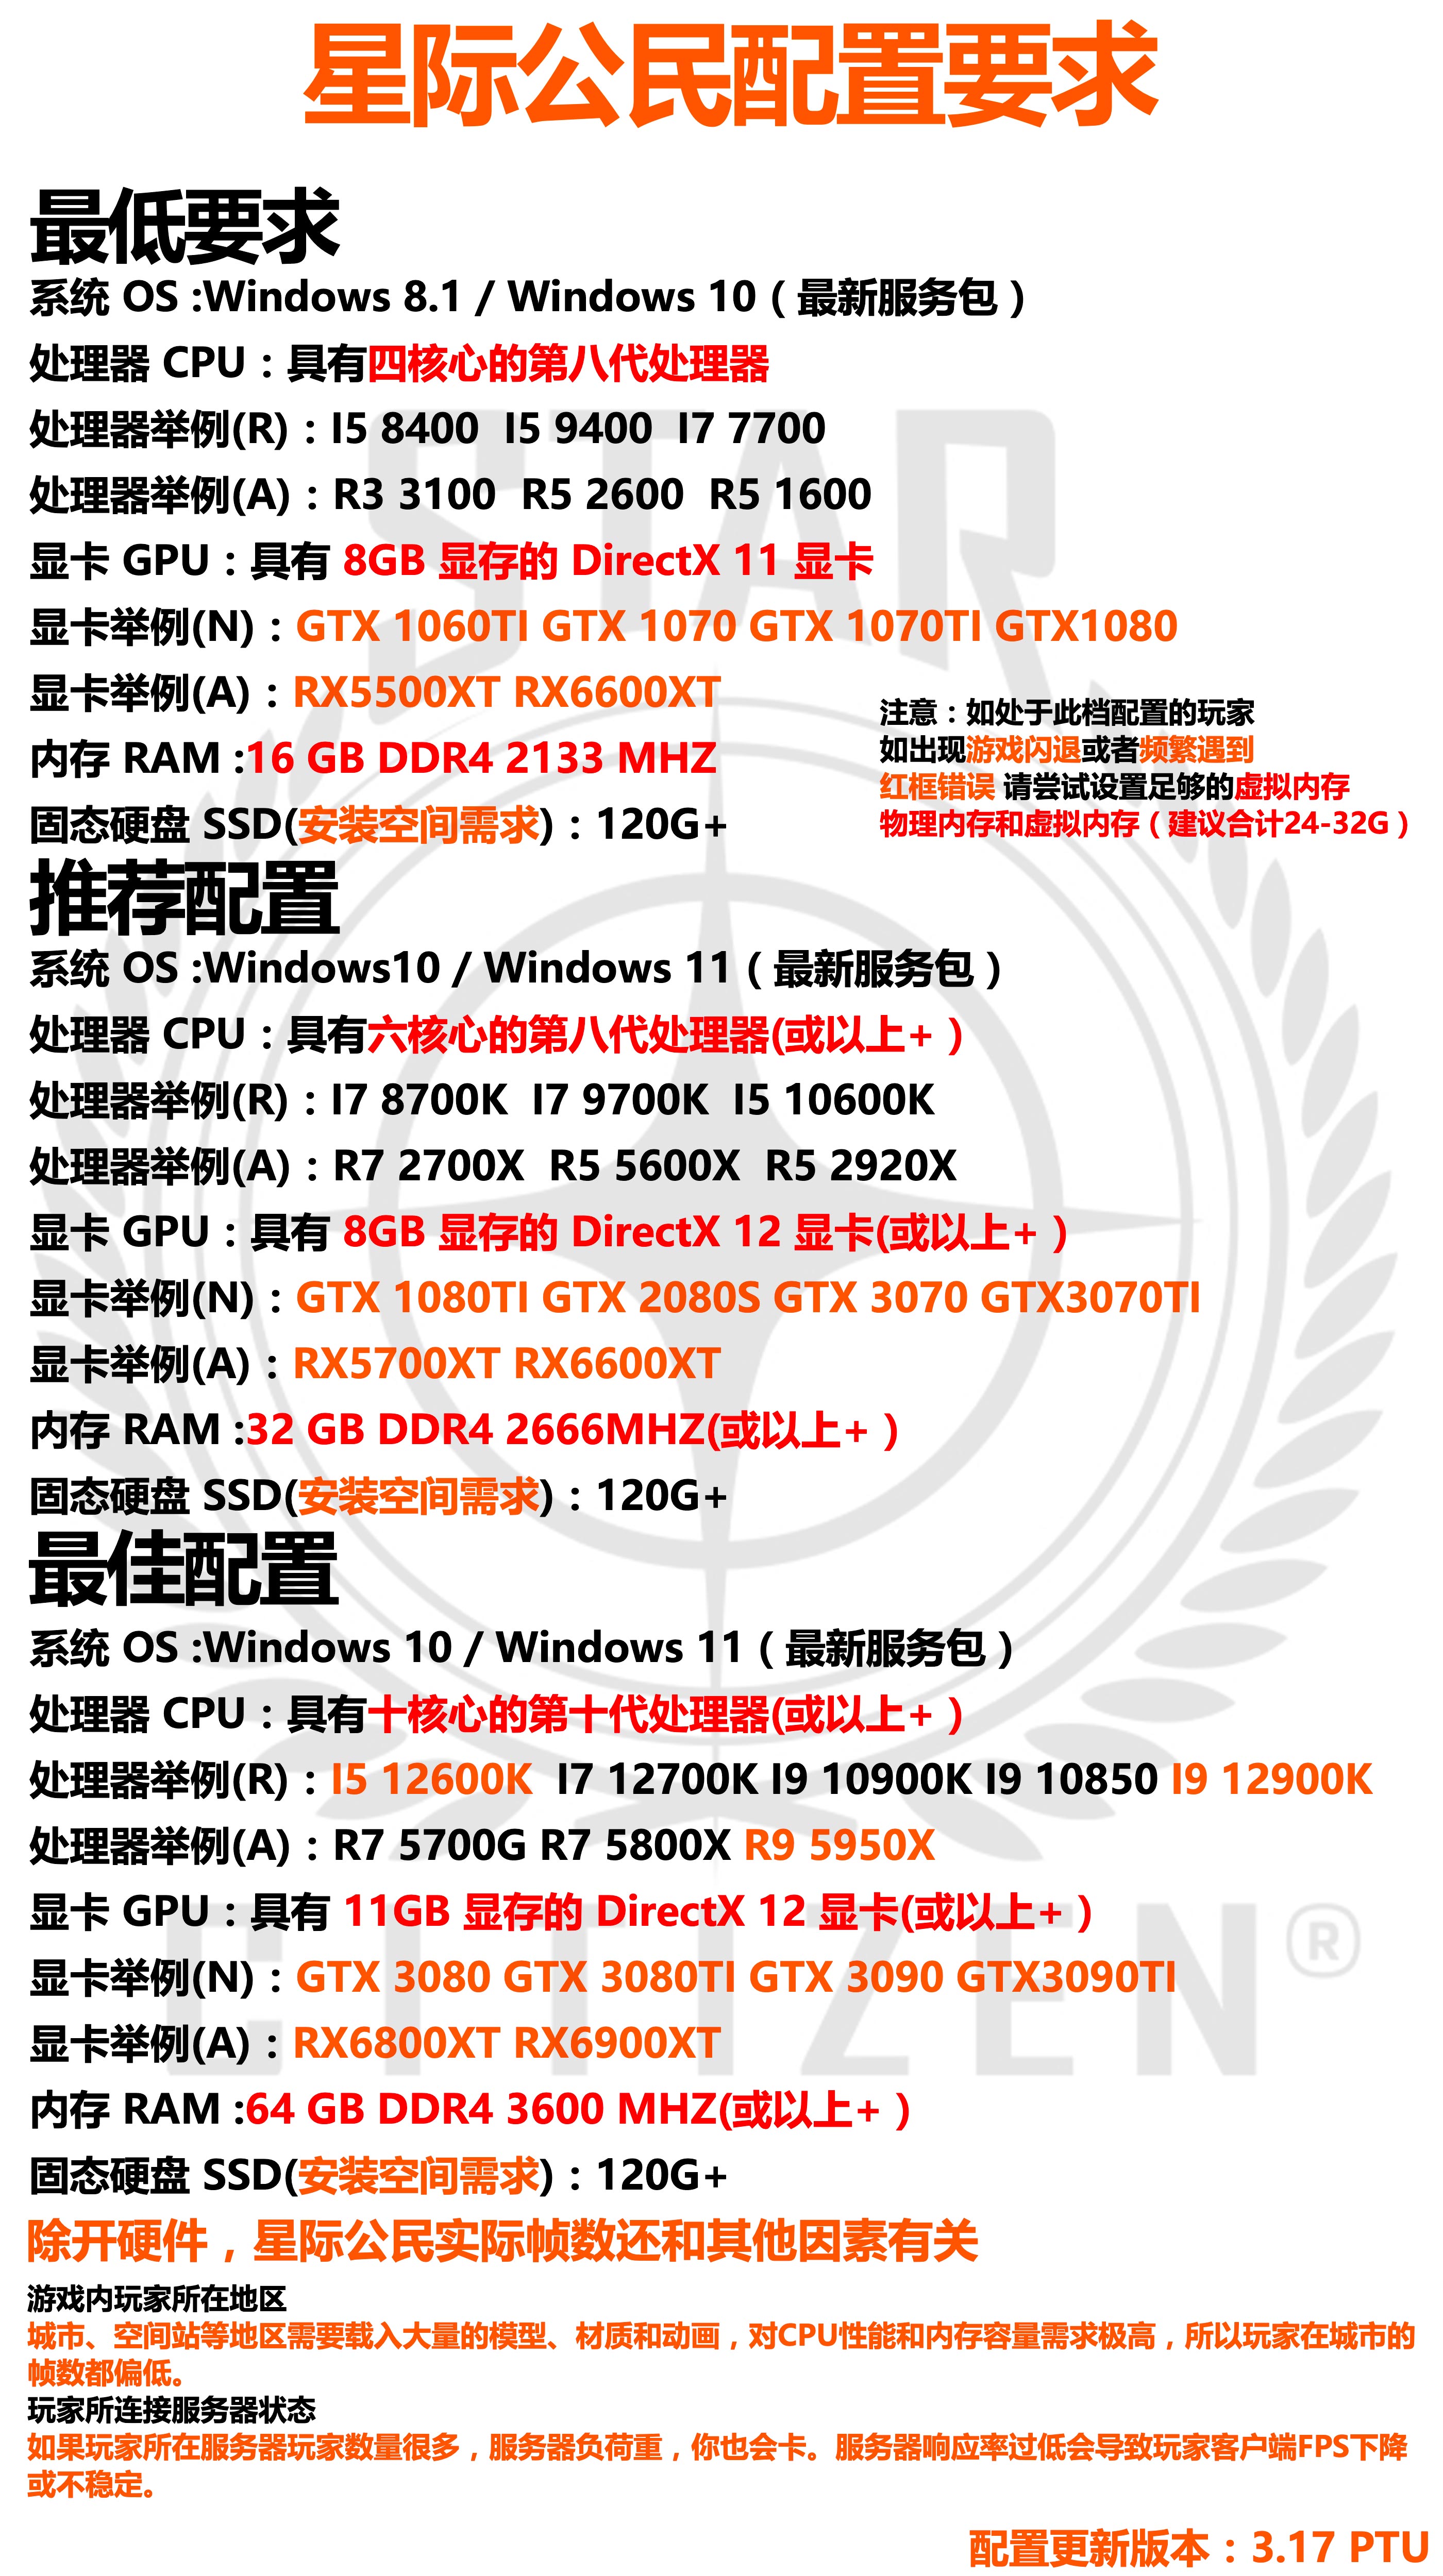 星际公民配置要求
最低要求
系统 OS :Windows 8.1 / Windows 10（最新服务包）
处理器 CPU：具有四核心的第八代处理器
处理器举例(R)：I5 8400  I5 9400  I7 7700
处理器举例(A)：R3 3100  R5 2600  R5 1600
显卡 GPU：具有 8GB 显存的 DirectX 11 显卡
显卡举例(N)：GTX 1060TI GTX 1070 GTX 1070TI GTX1080
显卡举例(A)：RX5500XT RX6600XT
内存 RAM :16 GB DDR4 2133 MHZ
固态硬盘 SSD(安装空间需求)：120G+
注意：如处于此档配置的玩家
如出现游戏闪退或者频繁遇到
红框错误 请尝试设置足够的虚拟内存
物理内存和虚拟内存（建议合计24-32G）
推荐配置
系统 OS :Windows10 / Windows 11（最新服务包）
处理器 CPU：具有六核心的第八代处理器(或以上+）
处理器举例(R)：I7 8700K  I7 9700K  I5 10600K
处理器举例(A)：R7 2700X  R5 5600X  R5 2920X
显卡 GPU：具有 8GB 显存的 DirectX 12 显卡(或以上+）
显卡举例(N)：GTX 1080TI GTX 2080S GTX 3070 GTX3070TI
显卡举例(A)：RX5700XT RX6600XT
内存 RAM :32 GB DDR4 2666MHZ(或以上+）
固态硬盘 SSD(安装空间需求)：120G+
最佳配置
系统 OS :Windows 10 / Windows 11（最新服务包）
处理器 CPU：具有十核心的第十代处理器(或以上+）
处理器举例(R)：I5 12600K  I7 12700K I9 10900K I9 10850 I9 12900K
处理器举例(A)：R7 5700G R7 5800X R9 5950X
显卡 GPU：具有 11GB 显存的 DirectX 12 显卡(或以上+）
显卡举例(N)：GTX 3080 GTX 3080TI GTX 3090 GTX3090TI
显卡举例(A)：RX6800XT RX6900XT
内存 RAM :64 GB DDR4 3600 MHZ(或以上+）
固态硬盘 SSD(安装空间需求)：120G+
除开硬件，星际公民实际帧数还和其他因素有关
游戏内玩家所在地区
城市、空间站等地区需要载入大量的模型、材质和动画，对CPU性能和内存容量需求极高，所以玩家在城市的
帧数都偏低。
玩家所连接服务器状态
如果玩家所在服务器玩家数量很多，服务器负荷重，你也会卡。服务器响应率过低会导致玩家客户端FPS下降
或不稳定。
配置更新版本：3.17 PTU
STAR
CITIZEN®